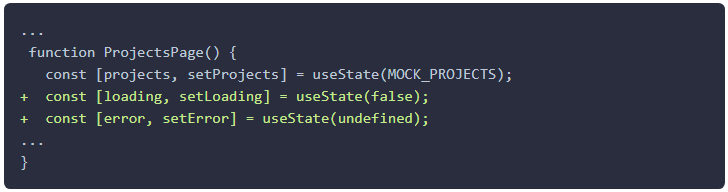 ...
 function ProjectsPage() {
   const [projects, setProjects] = useState(MOCK_PROJECTS);
+  const [loading, setLoading] = useState(false);
+  const [error, setError] = useState(undefined);
...
}